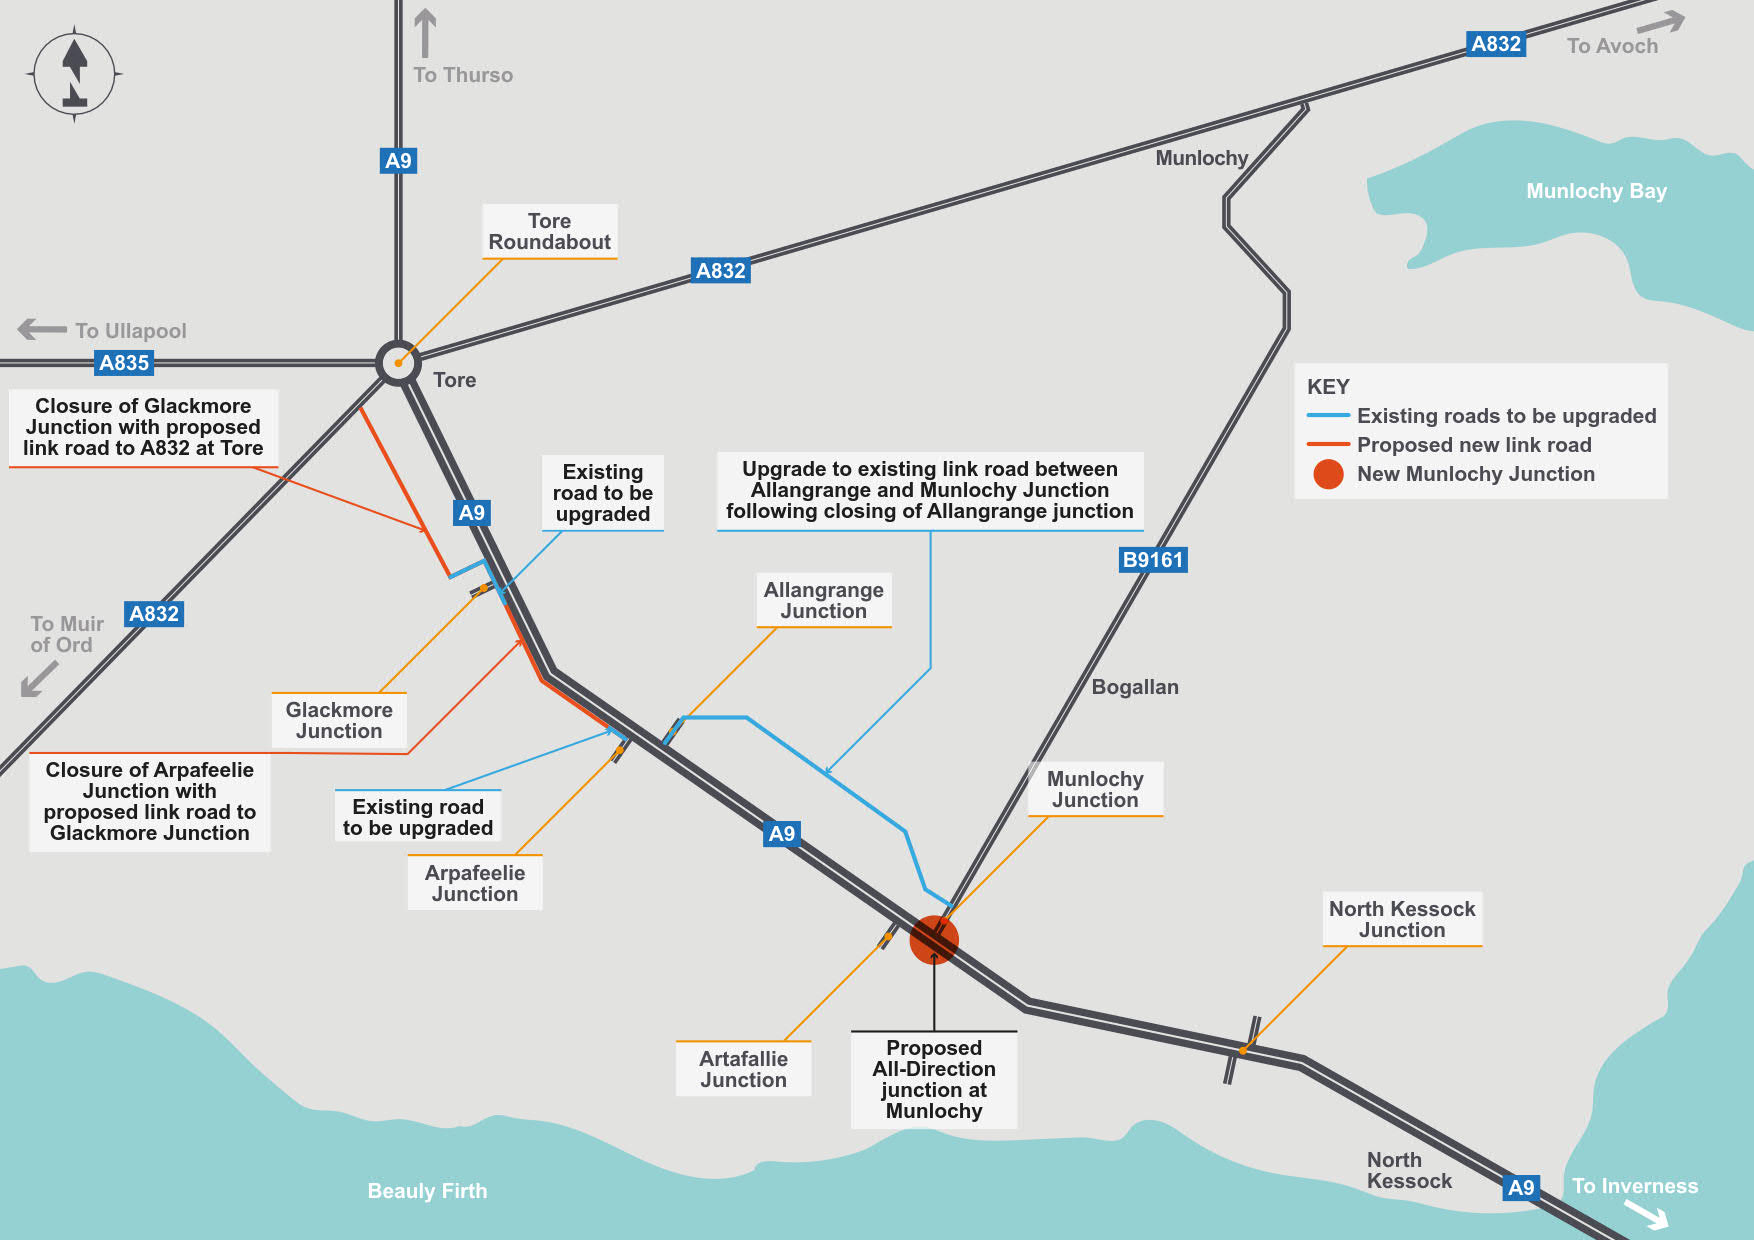 A832
To Avoch
To Thurso
A9
Munlochy
Munlochy Bay
Tore
Roundabout
A832
To Ullapool
A835
Tore
Closure of Glackmore
Junction with proposed
link road to A832 at Tore
KEY
Existing roads to be upgraded
Proposed new link road
New Munlochy Junction
Existing
road to be
upgraded
Upgrade to existing link road between
Allangrange and Munlochy Junction
following closing of Allangrange junction
A9
B9161
Allangrange
Junction
A832
To Muir
of Ord
Bogallan
Glackmore
Junction
Closure of Arpafeelie
Junction with
proposed link road to
Glackmore Junction
Existing road
to be upgraded
Munlochy
Junction
A9
Arpafeelie
Junction
North Kessock
Junction
Artafallie
Junction
Proposed
All-Direction
junction at
Munlochy
North
Kessock
Beauly Firth
A9
To Inverness